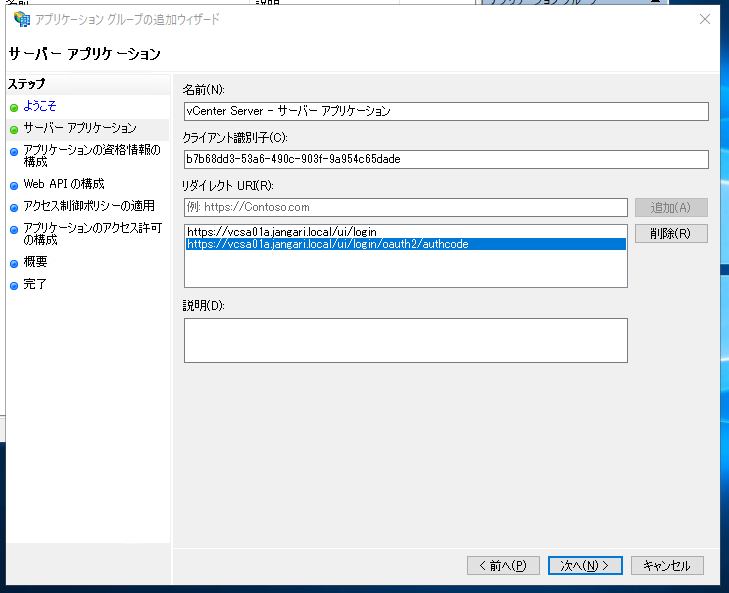 アプリケーション グループの追加ウィザード
サーバー アプリケーション
ステップ
ようこそ
サーバー アプリケーション
アプリケーションの資格情報の
構成
Web API の構成
アクセス制御ポリシーの適用
アプリケーションのアクセス許可
の構成
概要
完了
名前(N):
vCenter Server - サーバー アプリケーション
クライアント識別子(C):
b7b68dd3-53a6-490c-903f-9a954c65dade
リダイレクト URI(R):
例: https://Contoso.com
追加(A)
https://vcsa01a.jangari.local/ui/login
https://vcsa01a.jangari.local/ui/login/oauth2/authcode
削除(R)
説明(D):
< 前へ(P)
次へ(N) >
キャンセル